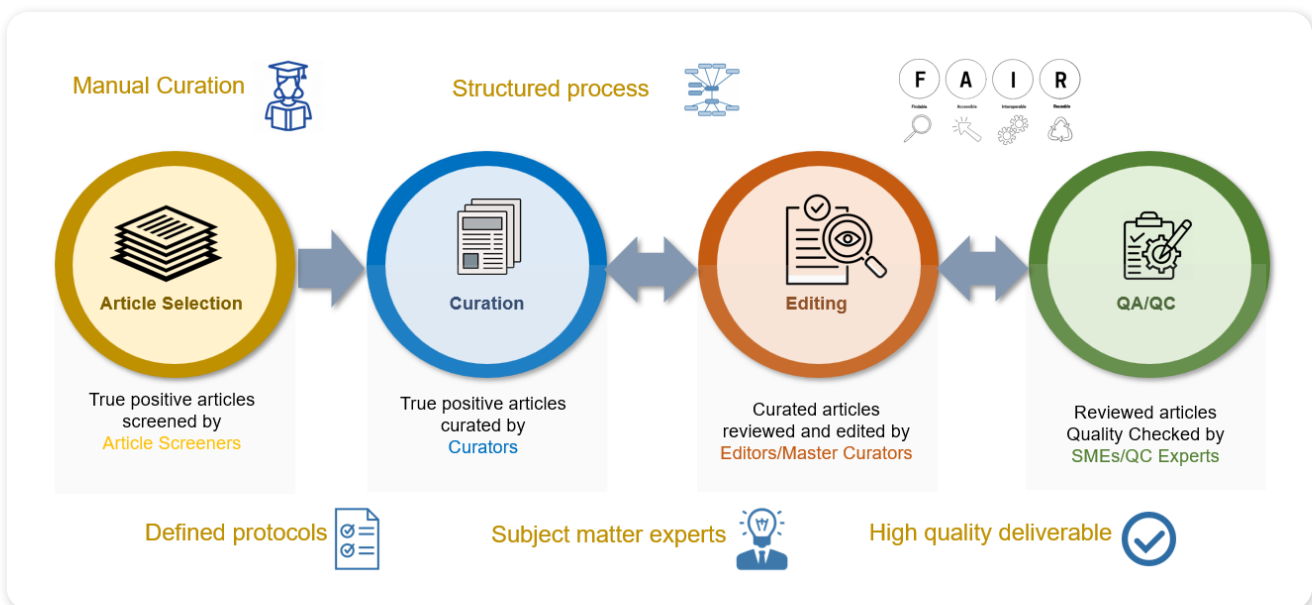 Manual Curation
Structured process
F A I R
Findable Accessible Interoperable Reusable
Article Selection
Curation
Editing
QA/QC
True positive articles
screened by
Article Screeners
True positive articles
curated by
Curators
Curated articles
reviewed and edited by
Editors/Master Curators
Reviewed articles
Quality Checked by
SMEs/QC Experts
Defined protocols
Subject matter experts
High quality deliverable